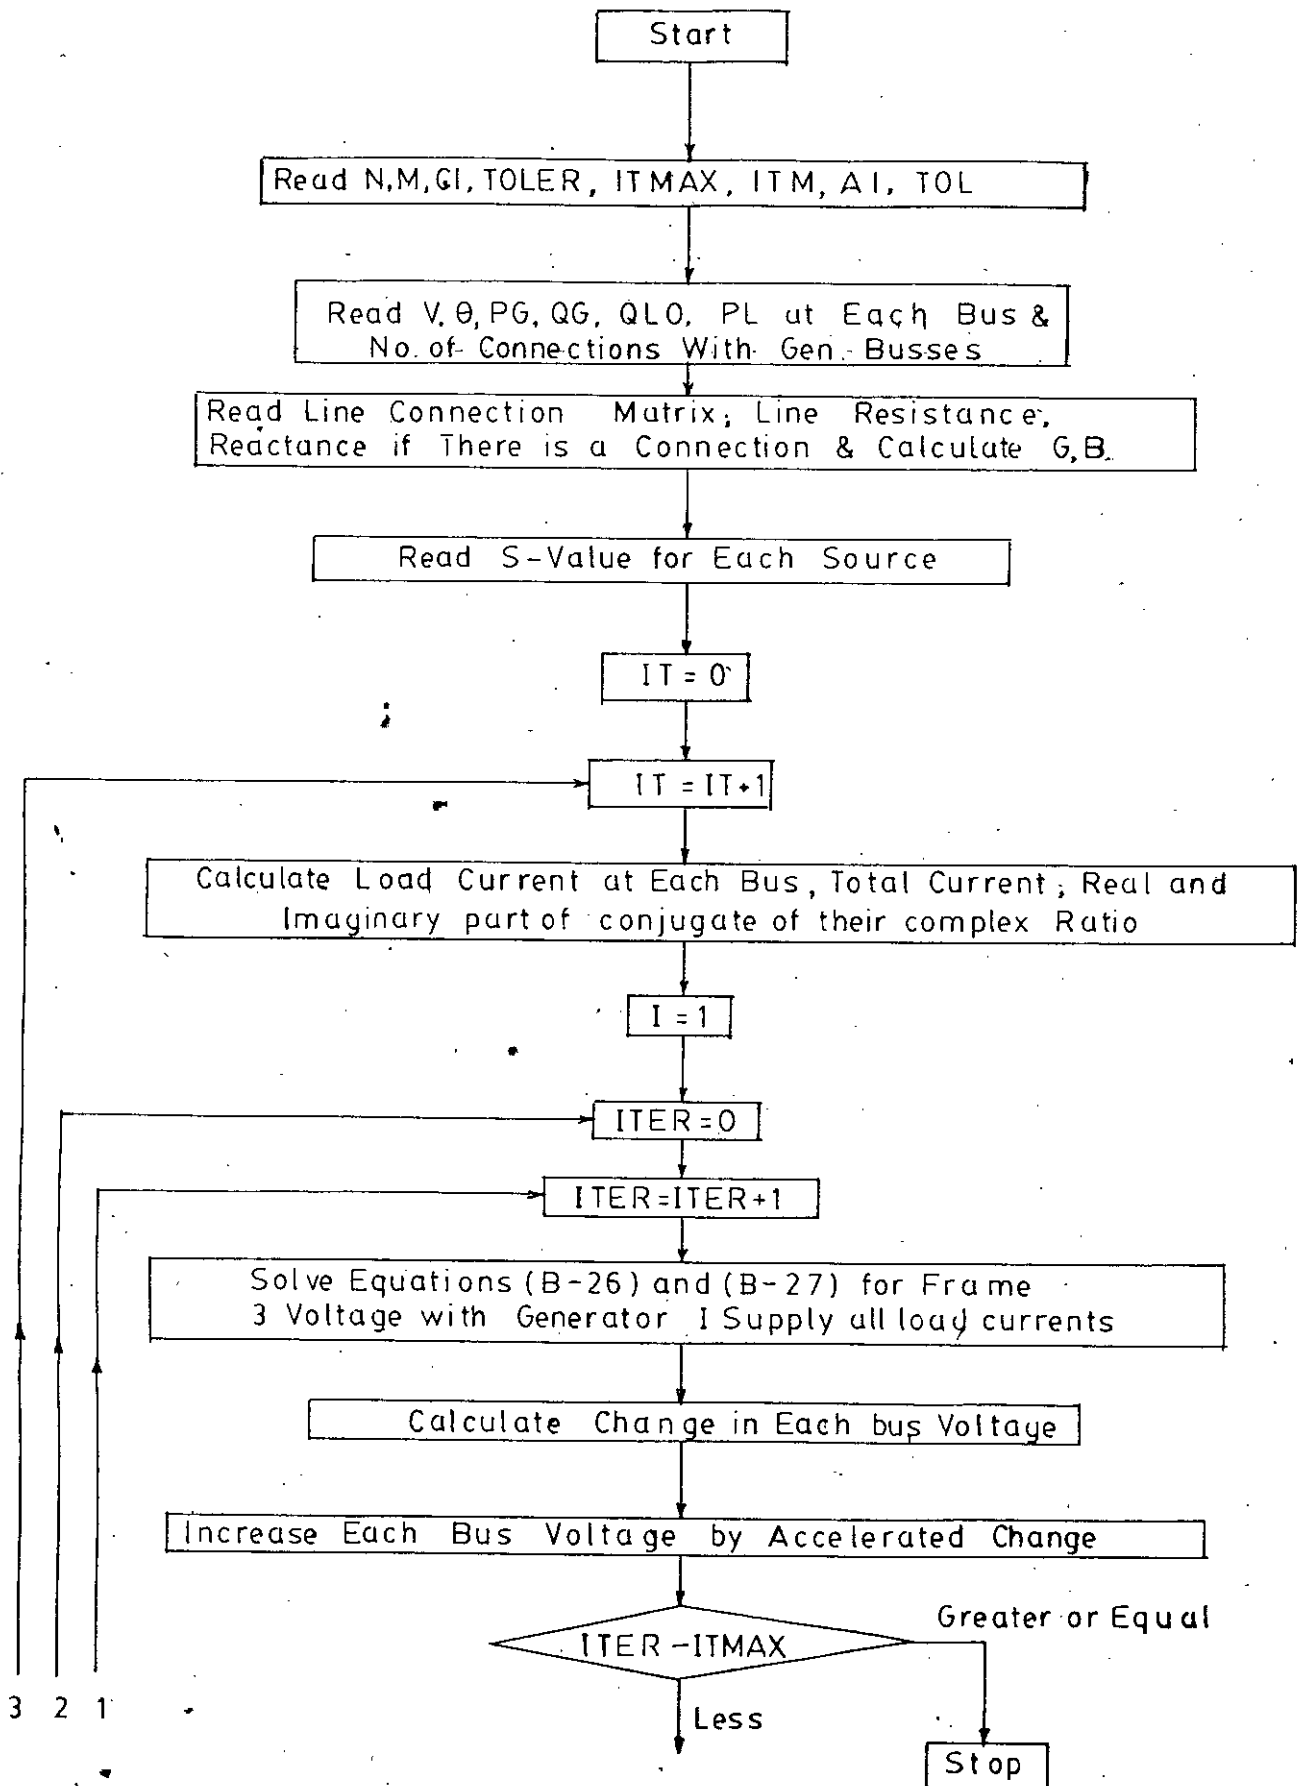 Start
Read N,M,GI, TOLER, ITMAX, ITM, AI, TOL
Read V, θ, PG, QG, QLO, PL at Each Bus &
No. of Connections With Gen. Busses
Read Line Connection Matrix; Line Resistance,
Reactance if There is a Connection & Calculate G,B.
Read S-Value for Each Source
IT = 0
IT = IT+1
Calculate Load Current at Each Bus, Total Current; Real and
Imaginary part of conjugate of their complex Ratio
I = 1
ITER=0
ITER=ITER+1
Solve Equations (B-26) and (B-27) for Frame
3 Voltage with Generator I Supply all load currents
Calculate Change in Each bus Voltage
Increase Each Bus Voltage by Accelerated Change
Greater or Equal
ITER-ITMAX
3 2 1
Less
Stop